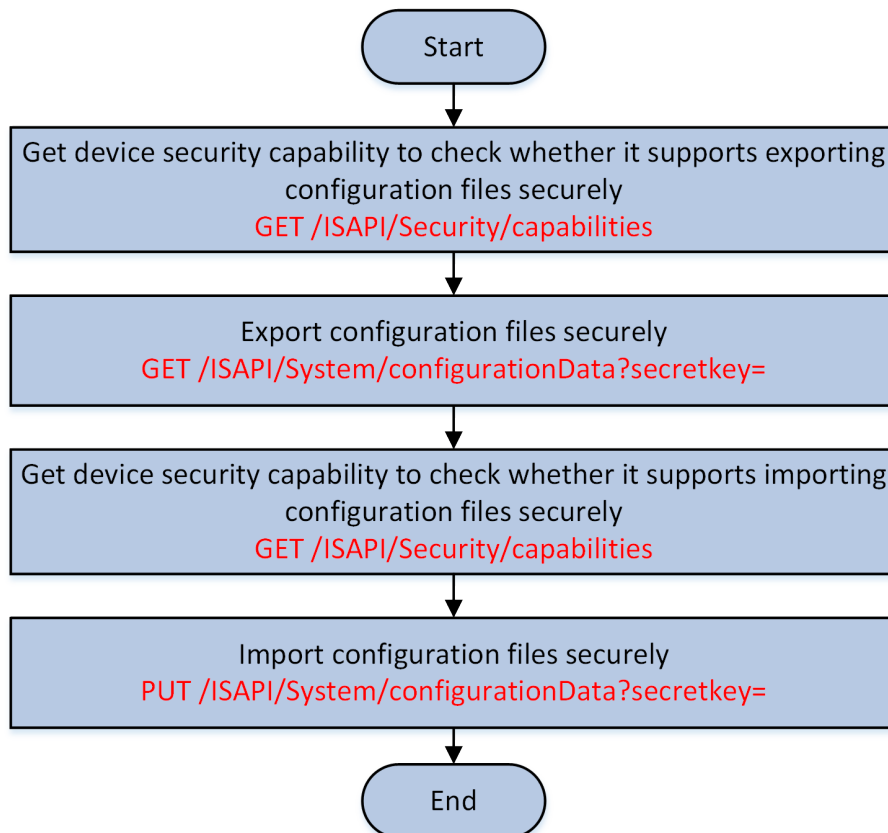 Start
Get device security capability to check whether it supports exporting
configuration files securely
GET /ISAPI/Security/capabilities
Export configuration files securely
GET /ISAPI/System/configurationData?secretkey=
Get device security capability to check whether it supports importing
configuration files securely
GET /ISAPI/Security/capabilities
Import configuration files securely
PUT /ISAPI/System/configurationData?secretkey=
End